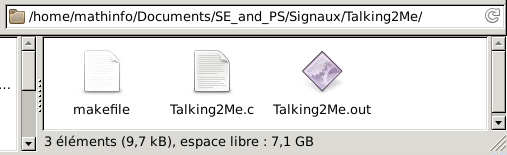 /home/mathinfo/Documents/SE_and_PS/Signaux/Talking2Me/
...
makefile Talking2Me.c Talking2Me.out
3 éléments (9,7 kB), espace libre : 7,1 GB